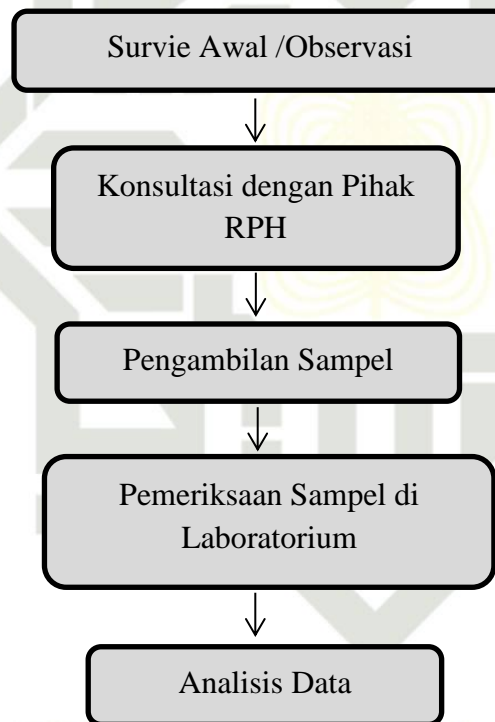 Survie Awal /Observasi
Konsultasi dengan Pihak
RPH
Pengambilan Sampel
Pemeriksaan Sampel di
Laboratorium
Analisis Data